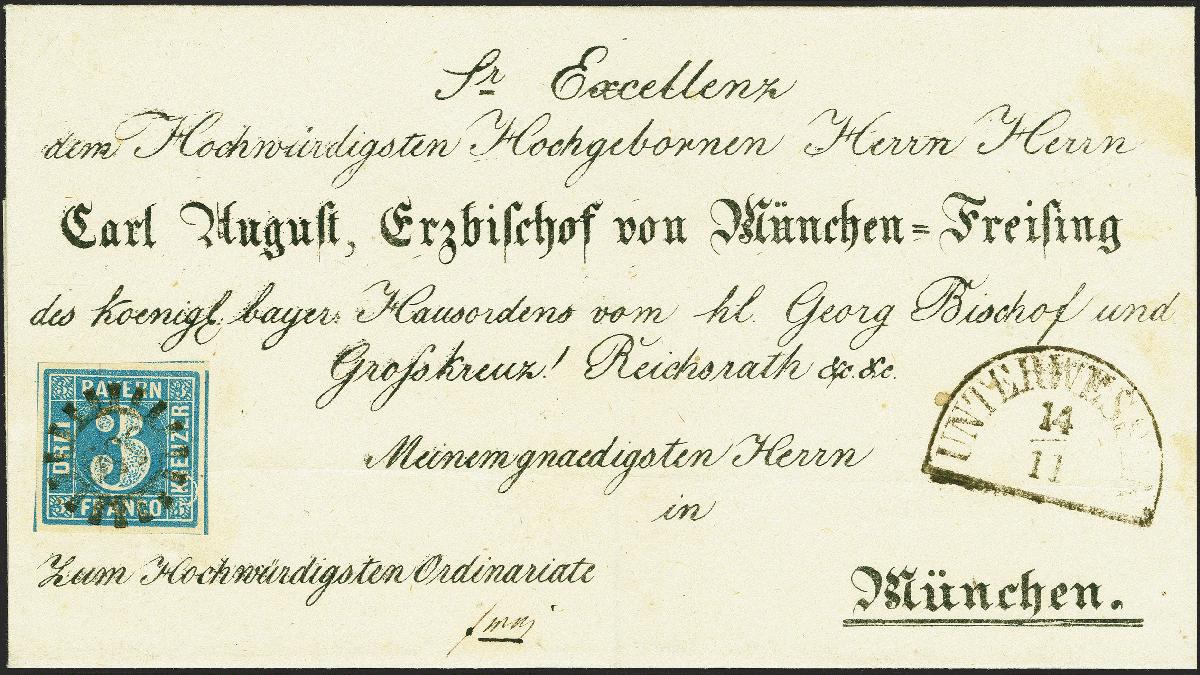 Sr Excellenz
dem Hochwürdigsten Hochgebornen Herrn Herrn
Carl August, Erzbischof von München=Freising
des koenigl. bayer. Hausordens vom hl. Georg Bischof und
Grosskreuz! Reichsrath &c. &c.
Meinem gnaedigsten Herrn
in
München.
Zum Hochwürdigsten Ordinariate
BAYERN
DREI
3
KREUZER
FRANCO
14
11